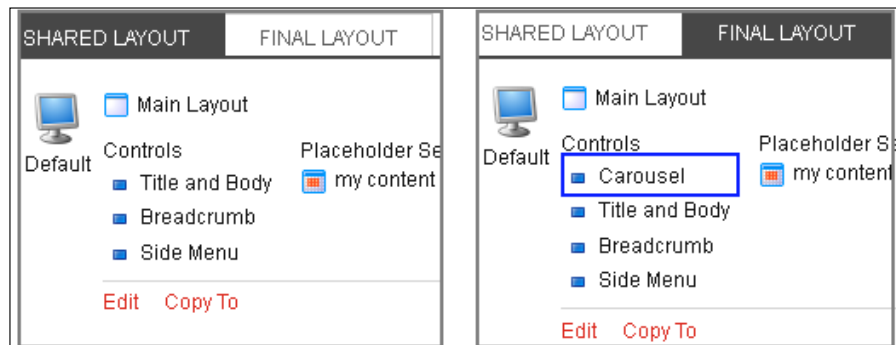 SHARED LAYOUT FINAL LAYOUT
Main Layout
Default
Controls Placeholder Se
Title and Body my content
Breadcrumb
Side Menu
Edit Copy To
SHARED LAYOUT FINAL LAYOUT
Main Layout
Default
Controls Placeholder Se
Carousel my content
Title and Body
Breadcrumb
Side Menu
Edit Copy To